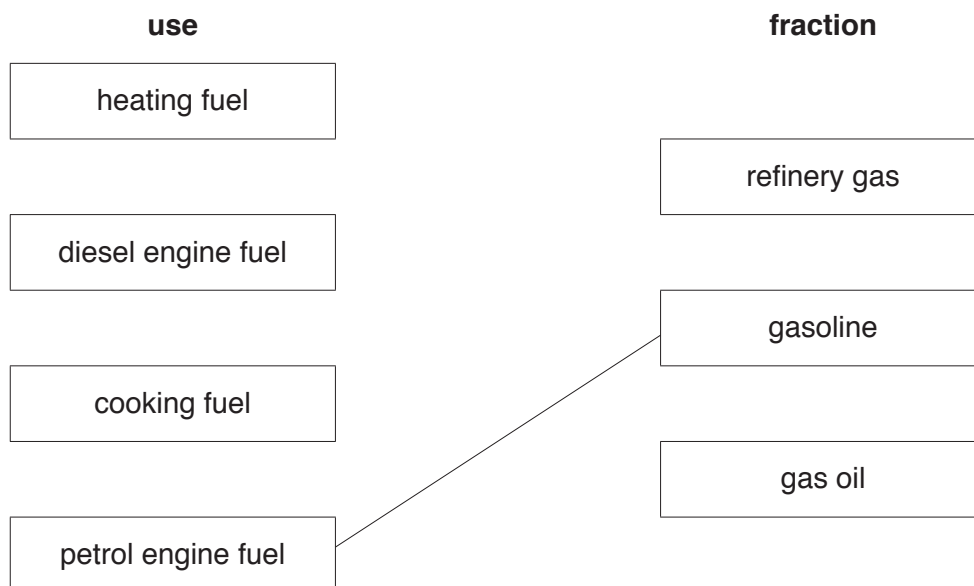 use
fraction
heating fuel
refinery gas
diesel engine fuel
gasoline
cooking fuel
gas oil
petrol engine fuel